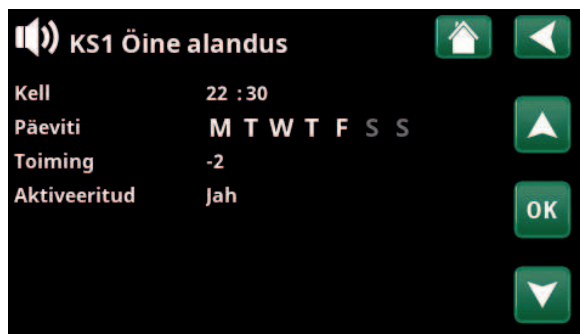 KS1 Öine alandus
Kell 22 :30
Päeviti M T W T F S S
Toiming -2
Aktiveeritud Jah
OK